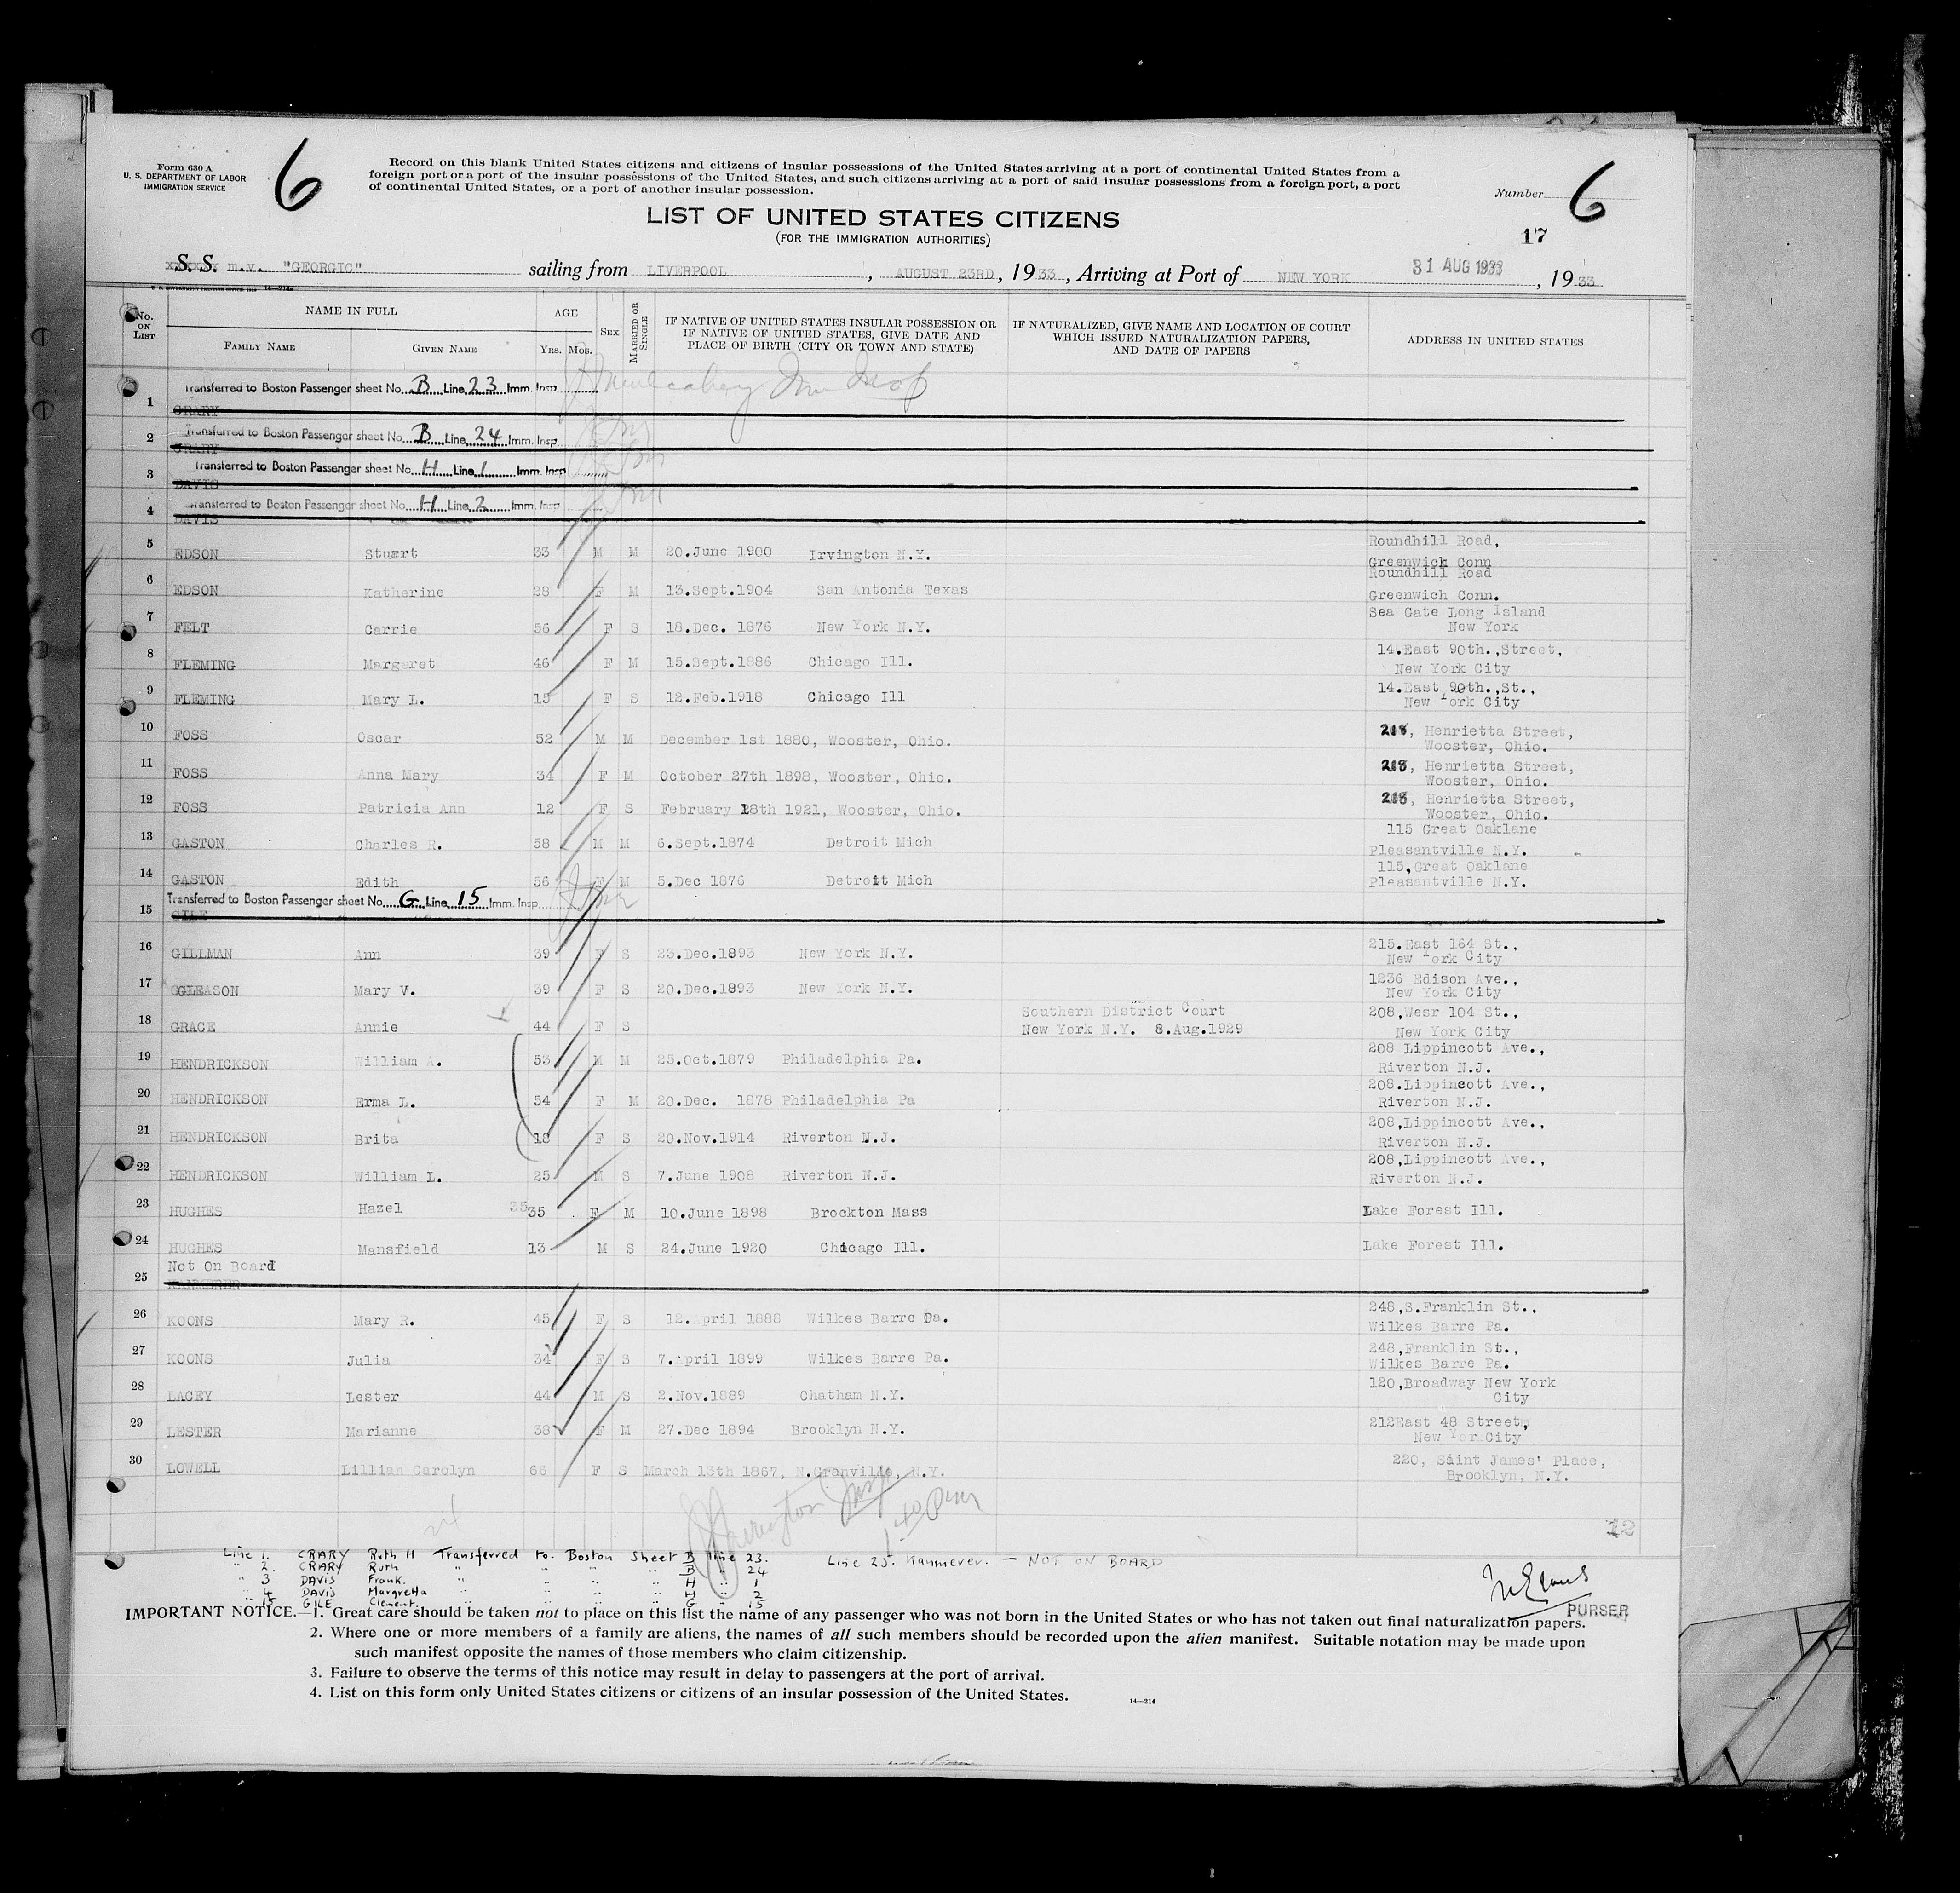 Form 630 A
U. S. DEPARTMENT OF LABOR
IMMIGRATION SERVICE
6
Record on this blank United States citizens and citizens of insular possessions of the United States arriving at a port of continental United States from a
foreign port or a port of the insular possessions of the United States, and such citizens arriving at a port of said insular possessions from a foreign port, a port
of continental United States, or a port of another insular possession.
Number 6
LIST OF UNITED STATES CITIZENS
(FOR THE IMMIGRATION AUTHORITIES)
17
S. S. m.v. "GEORGIC" sailing from LIVERPOOL, AUGUST 23RD, 1933, Arriving at Port of NEW YORK 31 AUG 1933, 1933
No. ON LIST
NAME IN FULL
FAMILY NAME GIVEN NAME
AGE
YRS. MOS.
SEX
MARRIED OR SINGLE
IF NATIVE OF UNITED STATES INSULAR POSSESSION OR
IF NATIVE OF UNITED STATES, GIVE DATE AND
PLACE OF BIRTH (CITY OR TOWN AND STATE)
IF NATURALIZED, GIVE NAME AND LOCATION OF COURT
WHICH ISSUED NATURALIZATION PAPERS,
AND DATE OF PAPERS
ADDRESS IN UNITED STATES
Transferred to Boston Passenger sheet No. B Line 23 Imm. Insp.
1 CRARY
Transferred to Boston Passenger sheet No. B Line 24 Imm. Insp.
2 CRARY
Transferred to Boston Passenger sheet No. H Line 1 Imm. Insp.
3 DAVIS
Transferred to Boston Passenger sheet No. H Line 2 Imm. Insp.
4 DAVIS
5 EDSON Stuart 33 M M 20.June 1900 Irvington N.Y. Roundhill Road,
Greenwich Conn
6 EDSON Katherine 28 F M 13.Sept.1904 San Antonia Texas Roundhill Road
Greenwich Conn.
7 FELT Carrie 56 F S 18.Dec. 1876 New York N.Y. Sea Gate Long Island
New York
8 FLEMING Margaret 46 F M 15.Sept.1886 Chicago Ill. 14.East 90th.,Street,
New York City
9 FLEMING Mary L. 15 F S 12.Feb.1918 Chicago Ill 14.East 90th.,St.,
New York City
10 FOSS Oscar 52 M M December 1st 1880, Wooster, Ohio. Henrietta Street,
Wooster, Ohio.
11 FOSS Anna Mary 34 F M October 27th 1898, Wooster, Ohio. Henrietta Street,
Wooster, Ohio.
12 FOSS Patricia Ann 12 F S February 18th 1921, Wooster, Ohio. Henrietta Street,
Wooster, Ohio.
13 GASTON Charles R. 58 M M 6.Sept.1874 Detroit Mich 115 Great Oaklane
Pleasantville N.Y.
14 GASTON Edith 56 F M 5.Dec 1876 Detroit Mich 115,Great Oaklane
Pleasantville N.Y.
Transferred to Boston Passenger sheet No. G Line 15 Imm. Insp.
15 GILE
16 GILLMAN Ann 39 F S 23.Dec.1893 New York N.Y. 215.East 164 St.,
New York City
17 GLEASON Mary V. 39 F S 20.Dec.1893 New York N.Y. 1236 Edison Ave.,
New York City
18 GRACE Annie 44 F S Southern District Court 208,Wesr 104 St.,
New York N.Y. 8.Aug.1929 New York City
19 HENDRICKSON William A. 53 M M 25.Oct.1879 Philadelphia Pa. 208 Lippincott Ave.,
Riverton N.J.
20 HENDRICKSON Erma L. 54 F M 20.Dec. 1878 Philadelphia Pa 208.Lippincott Ave.,
Riverton N.J.
21 HENDRICKSON Brita 18 F S 20.Nov.1914 Riverton N.J. 208,Lippincott Ave.,
Riverton N.J.
22 HENDRICKSON William L. 25 M S 7.June 1908 Riverton N.J. 208,Lippincott Ave.,
Riverton N.J.
23 HUGHES Hazel 35 35 F M 10.June 1898 Brockton Mass Lake Forest Ill.
24 HUGHES Mansfield 13 M S 24.June 1920 Chicago Ill. Lake Forest Ill.
Not On Board
25 KANMERER
26 KOONS Mary R. 45 F S 12.April 1888 Wilkes Barre Pa. 248,S.Franklin St.,
Wilkes Barre Pa.
27 KOONS Julia 34 F S 7.April 1899 Wilkes Barre Pa. 248,Franklin St.,
Wilkes Barre Pa.
28 LACEY Lester 44 M S 2.Nov.1889 Chatham N.Y. 120,Broadway New York
City
29 LESTER Marianne 38 F M 27.Dec 1894 Brooklyn N.Y. 212East 48 Street,
New York City
30 LOWELL Lillian Carolyn 66 F S March 13th 1867, N.Granville, N.Y. 220, Saint James' Place,
Brooklyn, N.Y.
12
Line 1. CRARY Ruth H Transferred to Boston Sheet B line 23. Line 25. Kanmerer. — NOT ON BOARD
" 2. CRARY Ruth " " " " B " 24
" 3 DAVIS Frank. " " " " H " 1
" 4 DAVIS Margretta " " " " H " 2
" 15 GILE Clement. " " " " G " 15
PURSER
IMPORTANT NOTICE.—1. Great care should be taken not to place on this list the name of any passenger who was not born in the United States or who has not taken out final naturalization papers.
2. Where one or more members of a family are aliens, the names of all such members should be recorded upon the alien manifest. Suitable notation may be made upon
such manifest opposite the names of those members who claim citizenship.
3. Failure to observe the terms of this notice may result in delay to passengers at the port of arrival.
4. List on this form only United States citizens or citizens of an insular possession of the United States.
14—214